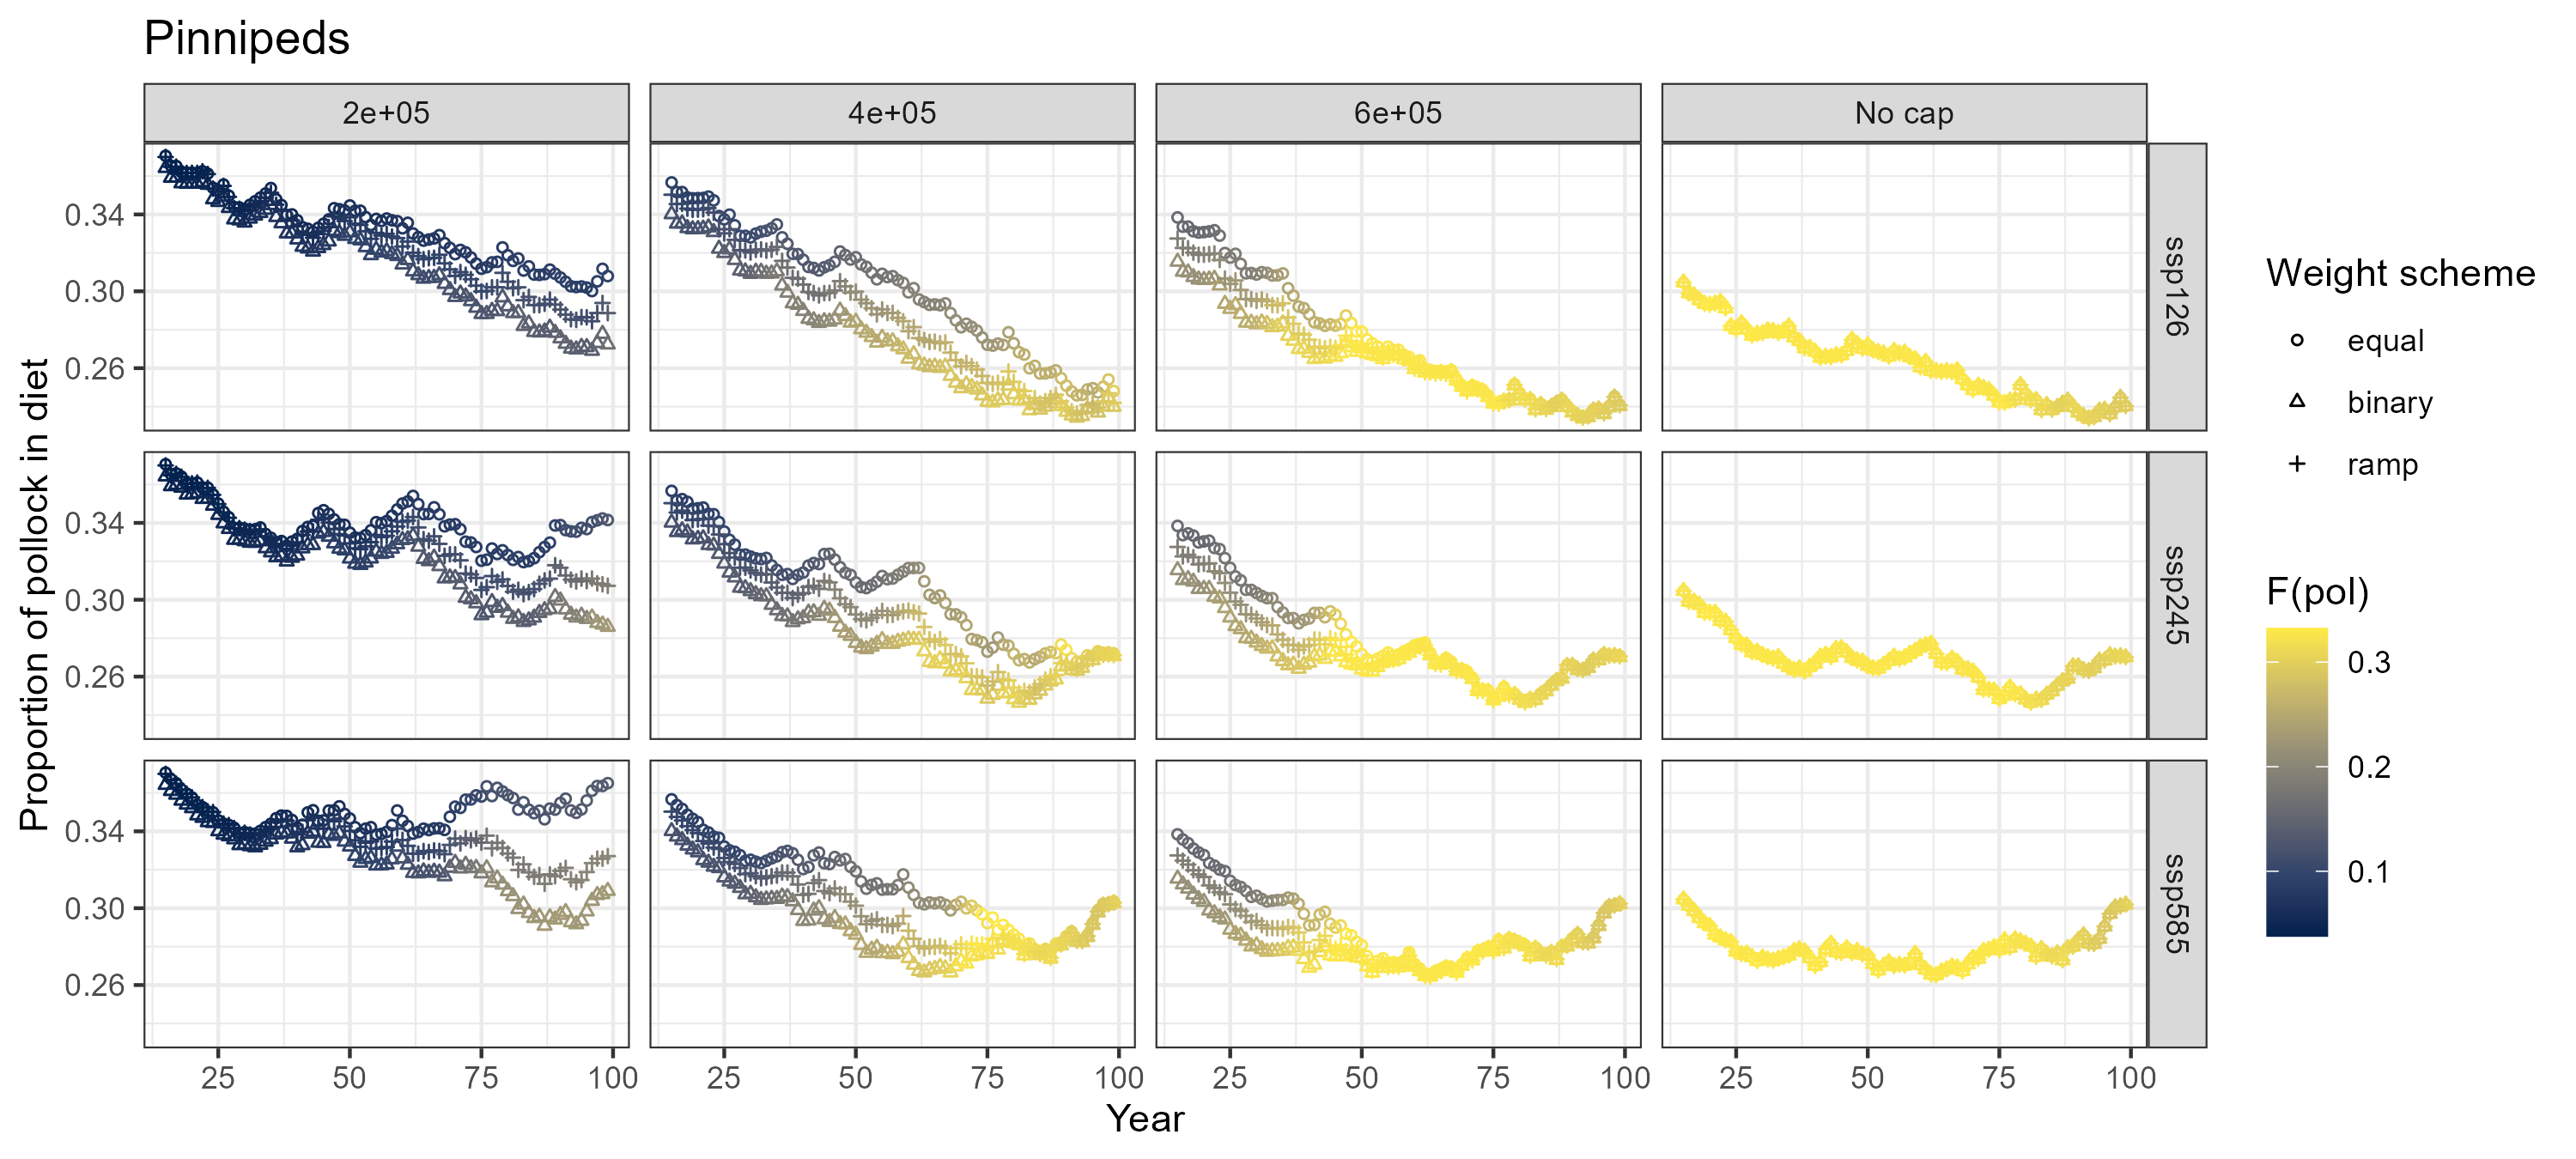 Pinnipeds
2e+05 4e+05 6e+05 No cap
0.34
0.30
0.26
ssp126
0.34
0.30
0.26
ssp245
0.34
0.30
0.26
ssp585
Proportion of pollock in diet
25 50 75 100 25 50 75 100 25 50 75 100 25 50 75 100
Year
Weight scheme
equal
binary
ramp
F(pol)
0.3
0.2
0.1